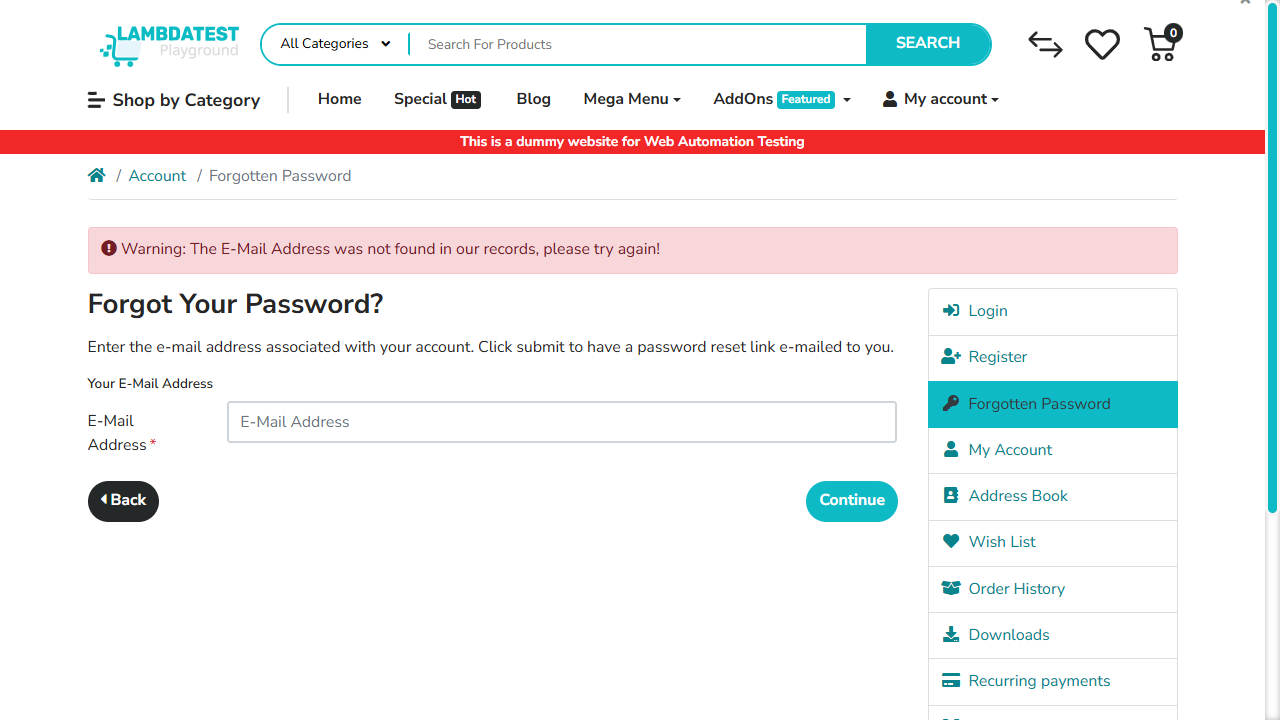 LAMBDATEST
Playground
All Categories
Search For Products
SEARCH
0
Shop by Category
Home
Special Hot
Blog
Mega Menu
AddOns Featured
My account
This is a dummy website for Web Automation Testing
/ Account / Forgotten Password
Warning: The E-Mail Address was not found in our records, please try again!
Forgot Your Password?
Enter the e-mail address associated with your account. Click submit to have a password reset link e-mailed to you.
Your E-Mail Address
E-Mail
Address *
E-Mail Address
Back
Continue
Login
Register
Forgotten Password
My Account
Address Book
Wish List
Order History
Downloads
Recurring payments